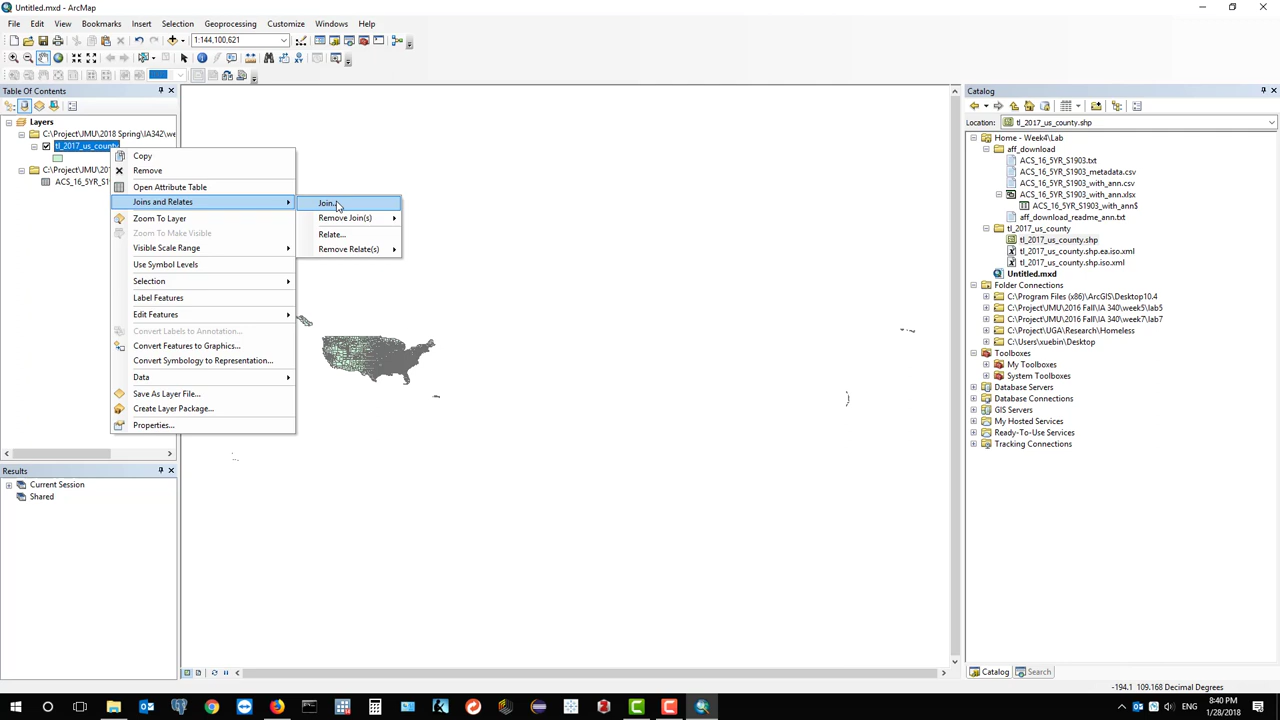 Untitled.mxd - ArcMap
File Edit View Bookmarks Insert Selection Geoprocessing Customize Windows Help
1:144,100,621
Table Of Contents
Layers
C:\Project\JMU\2018 Spring\IA342\we
tl_2017_us_county
C:\Project\JMU\201
ACS_16_5YR_S1
Copy
Remove
Open Attribute Table
Joins and Relates
Zoom To Layer
Zoom To Make Visible
Visible Scale Range
Use Symbol Levels
Selection
Label Features
Edit Features
Convert Labels to Annotation...
Convert Features to Graphics...
Convert Symbology to Representation...
Data
Save As Layer File...
Create Layer Package...
Properties...
Join...
Remove Join(s)
Relate...
Remove Relate(s)
Results
Current Session
Shared
Catalog
Location: tl_2017_us_county.shp
Home - Week4\Lab
aff_download
ACS_16_5YR_S1903.txt
ACS_16_5YR_S1903_metadata.csv
ACS_16_5YR_S1903_with_ann.csv
ACS_16_5YR_S1903_with_ann.xlsx
ACS_16_5YR_S1903_with_ann$
aff_download_readme_ann.txt
tl_2017_us_county
tl_2017_us_county.shp
tl_2017_us_county.shp.ea.iso.xml
tl_2017_us_county.shp.iso.xml
Untitled.mxd
Folder Connections
C:\Program Files (x86)\ArcGIS\Desktop10.4
C:\Project\JMU\2016 Fall\IA 340\week5\lab5
C:\Project\JMU\2016 Fall\IA 340\week7\lab7
C:\Project\UGA\Research\Homeless
C:\Users\xuebin\Desktop
Toolboxes
My Toolboxes
System Toolboxes
Database Servers
Database Connections
GIS Servers
My Hosted Services
Ready-To-Use Services
Tracking Connections
Catalog Search
-194.1 109.168 Decimal Degrees
ENG
8:40 PM
1/28/2018